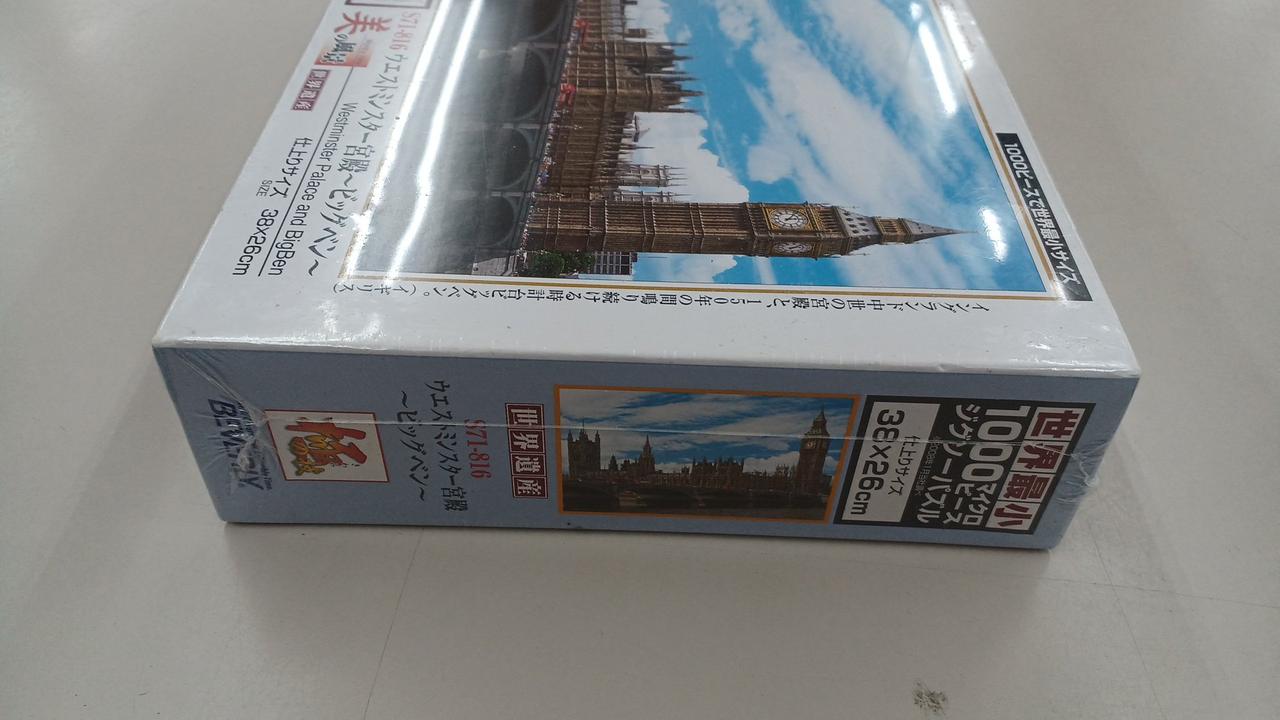 1000ピースで世界最小サイズ
S71-816 ウエストミンスター宮殿〜ビッグベン〜
美の風景
世界遺産
Westminster Palace and BigBen
仕上りサイズ 38×26cm
SIZE
イングランド中世の宮殿と、150年の間鳴り続ける時計台ビッグベン。
(イギリス)
世界最小
1000マイクロピース
ジグソーパズル
仕上りサイズ
38×26cm
世界遺産
S71-816
ウエストミンスター宮殿
〜ビッグベン〜
BEVERLY